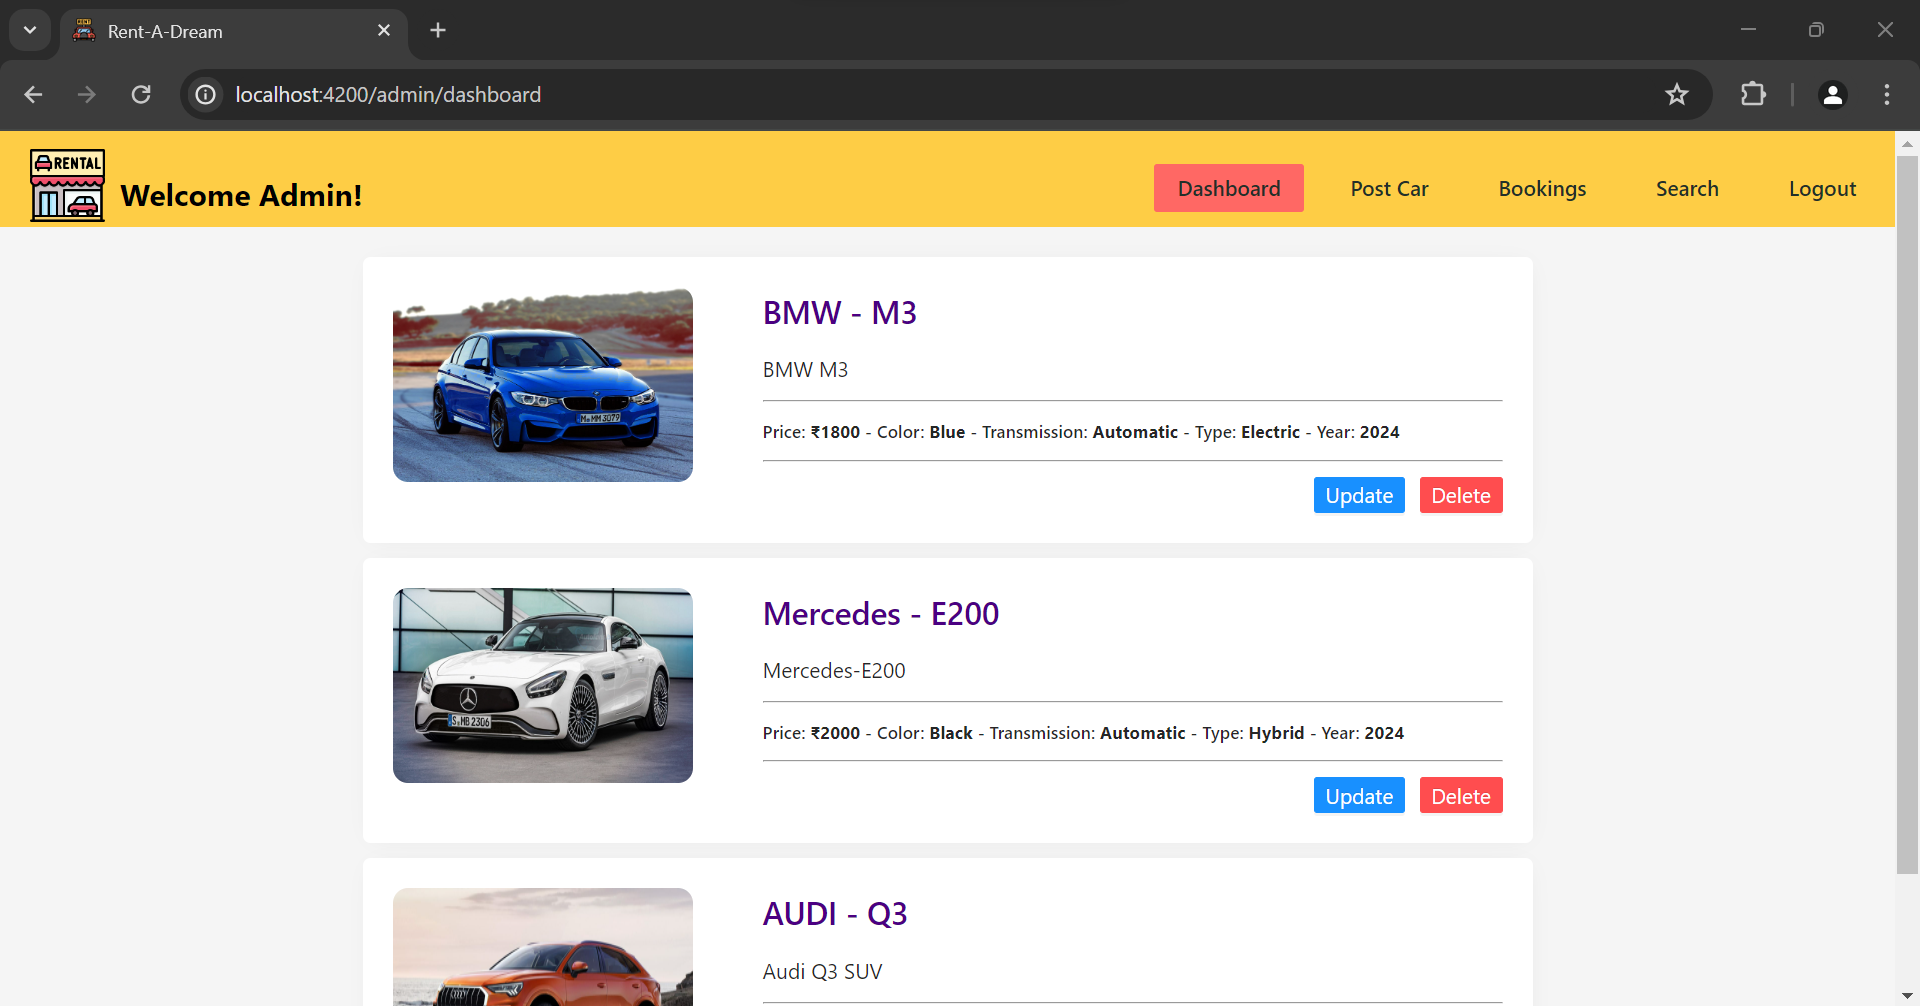 Rent-A-Dream
localhost:4200/admin/dashboard
RENTAL
Welcome Admin!
Dashboard
Post Car
Bookings
Search
Logout
BMW - M3
BMW M3
Price: ₹1800 - Color: Blue - Transmission: Automatic - Type: Electric - Year: 2024
Update
Delete
M MM 3079
Mercedes - E200
Mercedes-E200
Price: ₹2000 - Color: Black - Transmission: Automatic - Type: Hybrid - Year: 2024
Update
Delete
S MB 2306
AUDI - Q3
Audi Q3 SUV